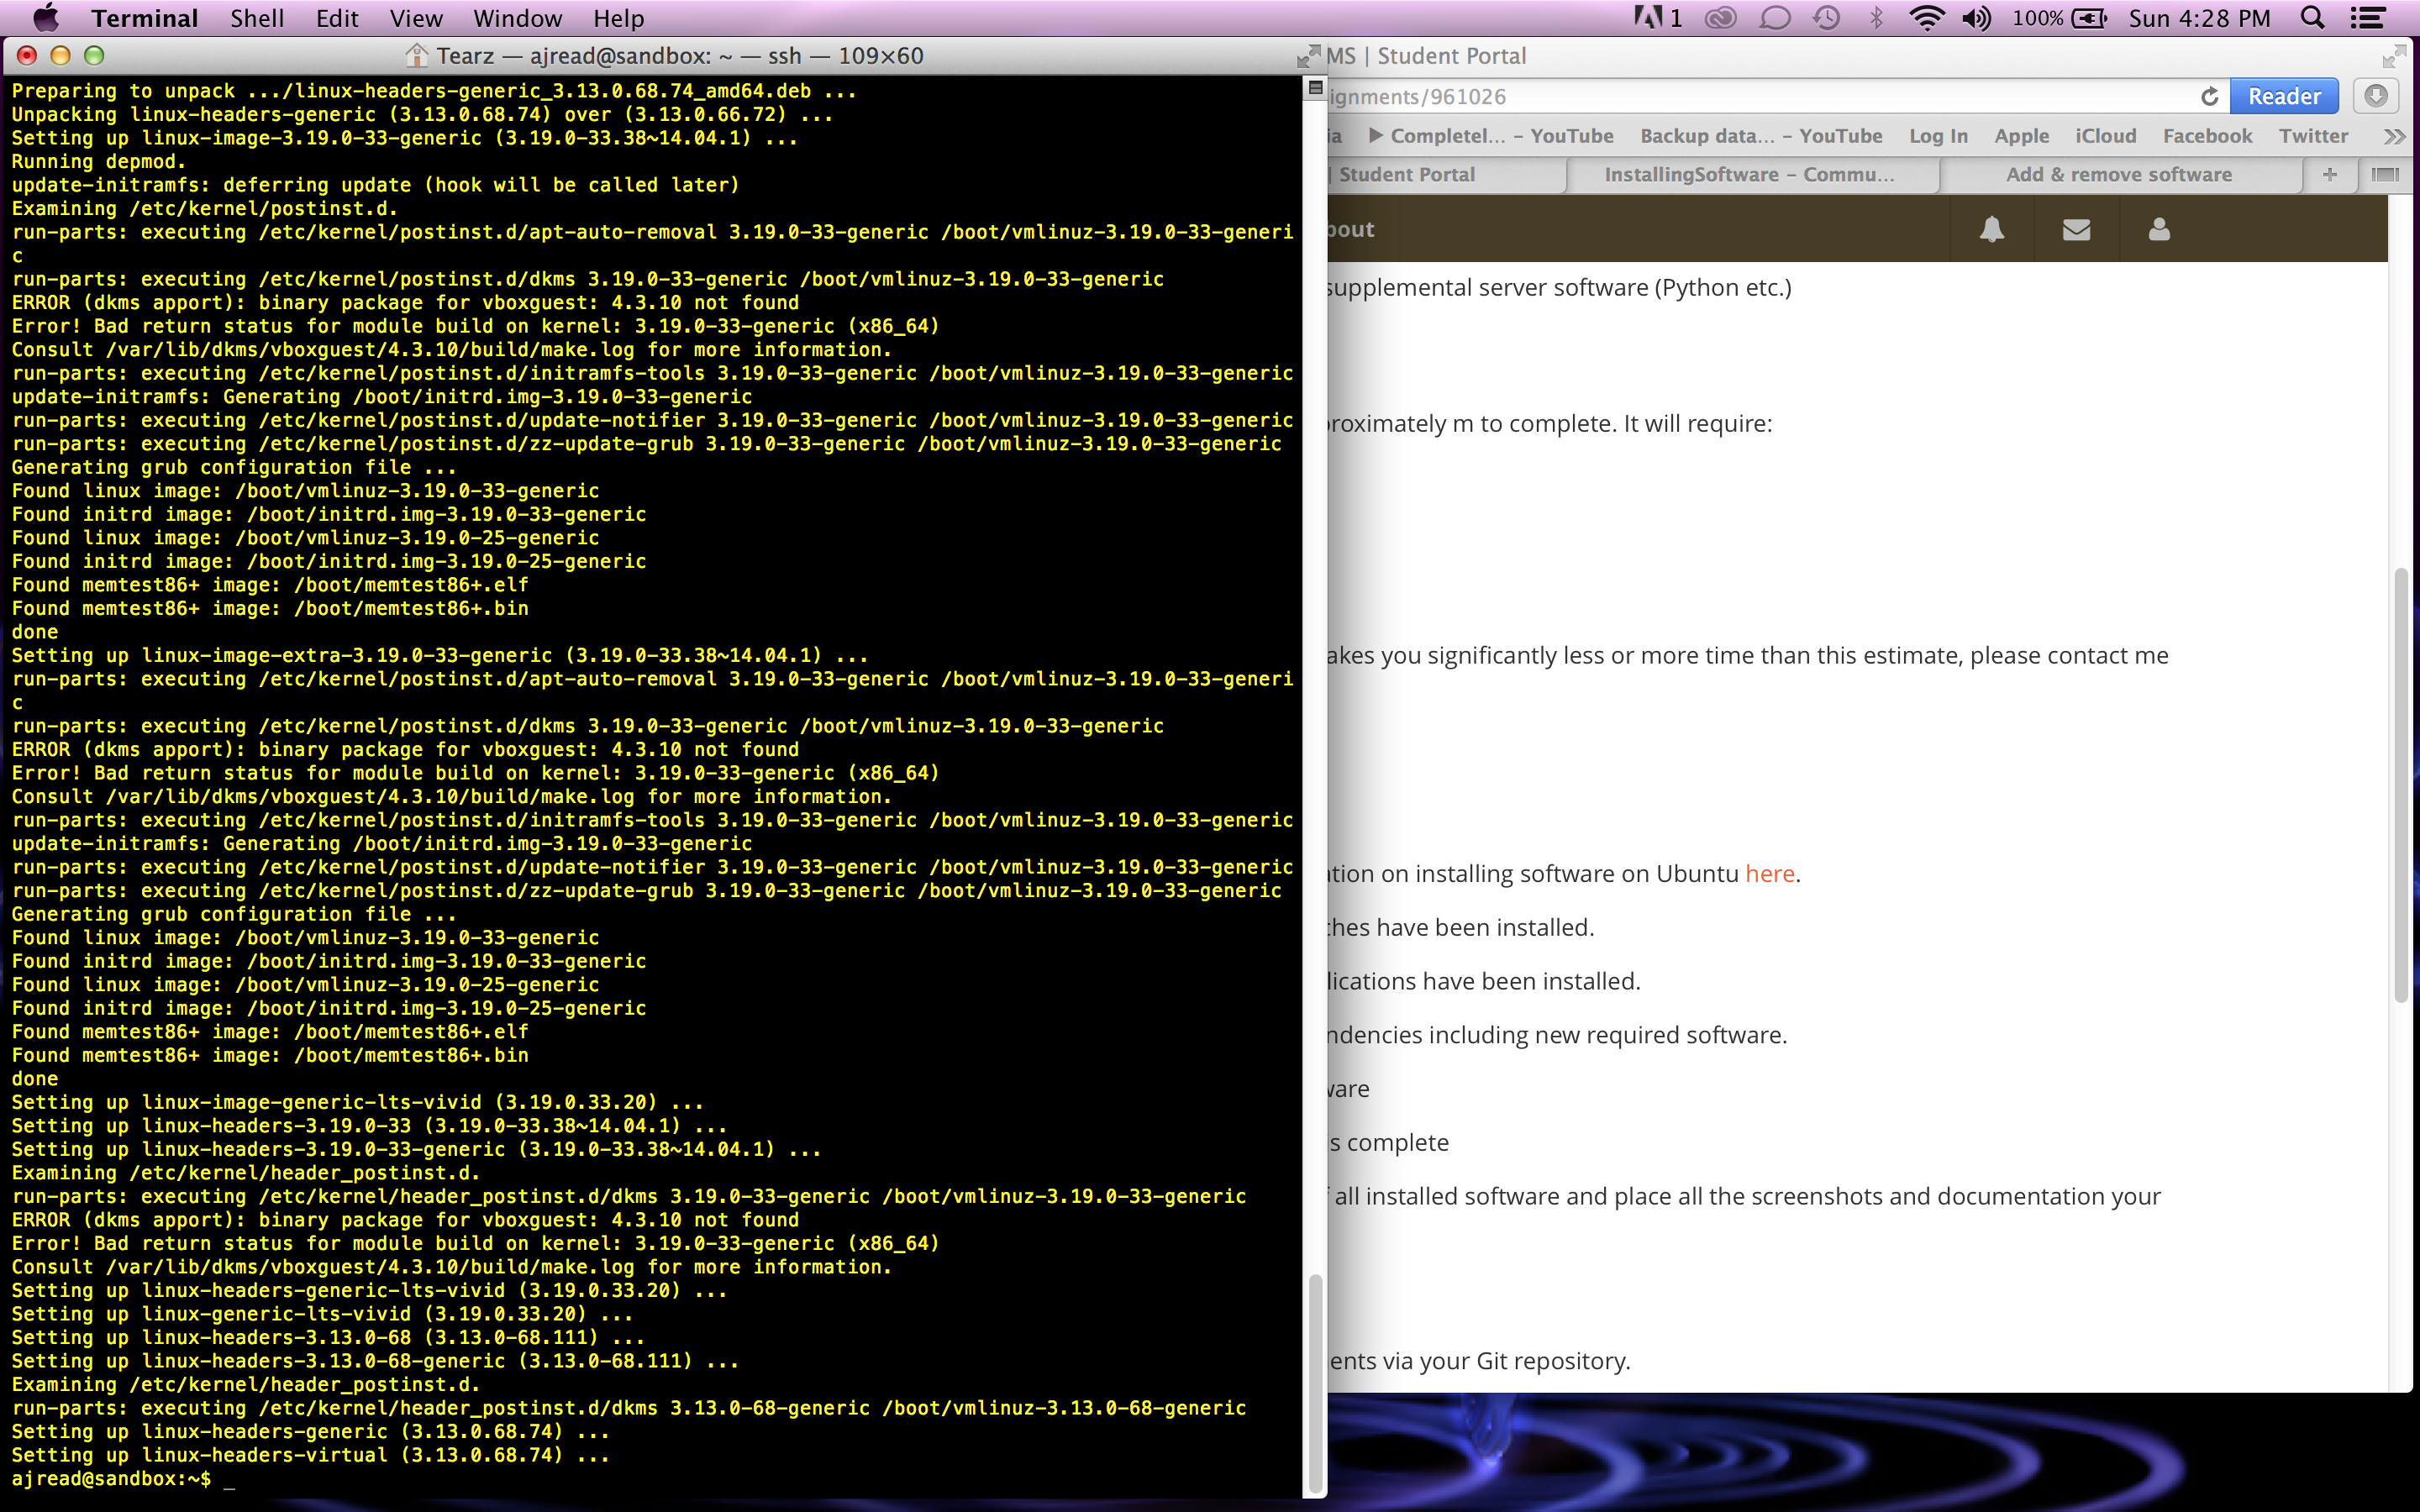 Terminal Shell Edit View Window Help
1 100% Sun 4:28 PM
Tearz — ajread@sandbox: ~ — ssh — 109×60
Preparing to unpack .../linux-headers-generic_3.13.0.68.74_amd64.deb ...
Unpacking linux-headers-generic (3.13.0.68.74) over (3.13.0.66.72) ...
Setting up linux-image-3.19.0-33-generic (3.19.0-33.38~14.04.1) ...
Running depmod.
update-initramfs: deferring update (hook will be called later)
Examining /etc/kernel/postinst.d.
run-parts: executing /etc/kernel/postinst.d/apt-auto-removal 3.19.0-33-generic /boot/vmlinuz-3.19.0-33-generi
c
run-parts: executing /etc/kernel/postinst.d/dkms 3.19.0-33-generic /boot/vmlinuz-3.19.0-33-generic
ERROR (dkms apport): binary package for vboxguest: 4.3.10 not found
Error! Bad return status for module build on kernel: 3.19.0-33-generic (x86_64)
Consult /var/lib/dkms/vboxguest/4.3.10/build/make.log for more information.
run-parts: executing /etc/kernel/postinst.d/initramfs-tools 3.19.0-33-generic /boot/vmlinuz-3.19.0-33-generic
update-initramfs: Generating /boot/initrd.img-3.19.0-33-generic
run-parts: executing /etc/kernel/postinst.d/update-notifier 3.19.0-33-generic /boot/vmlinuz-3.19.0-33-generic
run-parts: executing /etc/kernel/postinst.d/zz-update-grub 3.19.0-33-generic /boot/vmlinuz-3.19.0-33-generic
Generating grub configuration file ...
Found linux image: /boot/vmlinuz-3.19.0-33-generic
Found initrd image: /boot/initrd.img-3.19.0-33-generic
Found linux image: /boot/vmlinuz-3.19.0-25-generic
Found initrd image: /boot/initrd.img-3.19.0-25-generic
Found memtest86+ image: /boot/memtest86+.elf
Found memtest86+ image: /boot/memtest86+.bin
done
Setting up linux-image-extra-3.19.0-33-generic (3.19.0-33.38~14.04.1) ...
run-parts: executing /etc/kernel/postinst.d/apt-auto-removal 3.19.0-33-generic /boot/vmlinuz-3.19.0-33-generi
c
run-parts: executing /etc/kernel/postinst.d/dkms 3.19.0-33-generic /boot/vmlinuz-3.19.0-33-generic
ERROR (dkms apport): binary package for vboxguest: 4.3.10 not found
Error! Bad return status for module build on kernel: 3.19.0-33-generic (x86_64)
Consult /var/lib/dkms/vboxguest/4.3.10/build/make.log for more information.
run-parts: executing /etc/kernel/postinst.d/initramfs-tools 3.19.0-33-generic /boot/vmlinuz-3.19.0-33-generic
update-initramfs: Generating /boot/initrd.img-3.19.0-33-generic
run-parts: executing /etc/kernel/postinst.d/update-notifier 3.19.0-33-generic /boot/vmlinuz-3.19.0-33-generic
run-parts: executing /etc/kernel/postinst.d/zz-update-grub 3.19.0-33-generic /boot/vmlinuz-3.19.0-33-generic
Generating grub configuration file ...
Found linux image: /boot/vmlinuz-3.19.0-33-generic
Found initrd image: /boot/initrd.img-3.19.0-33-generic
Found linux image: /boot/vmlinuz-3.19.0-25-generic
Found initrd image: /boot/initrd.img-3.19.0-25-generic
Found memtest86+ image: /boot/memtest86+.elf
Found memtest86+ image: /boot/memtest86+.bin
done
Setting up linux-image-generic-lts-vivid (3.19.0.33.20) ...
Setting up linux-headers-3.19.0-33 (3.19.0-33.38~14.04.1) ...
Setting up linux-headers-3.19.0-33-generic (3.19.0-33.38~14.04.1) ...
Examining /etc/kernel/header_postinst.d.
run-parts: executing /etc/kernel/header_postinst.d/dkms 3.19.0-33-generic /boot/vmlinuz-3.19.0-33-generic
ERROR (dkms apport): binary package for vboxguest: 4.3.10 not found
Error! Bad return status for module build on kernel: 3.19.0-33-generic (x86_64)
Consult /var/lib/dkms/vboxguest/4.3.10/build/make.log for more information.
Setting up linux-headers-generic-lts-vivid (3.19.0.33.20) ...
Setting up linux-generic-lts-vivid (3.19.0.33.20) ...
Setting up linux-headers-3.13.0-68 (3.13.0-68.111) ...
Setting up linux-headers-3.13.0-68-generic (3.13.0-68.111) ...
Examining /etc/kernel/header_postinst.d.
run-parts: executing /etc/kernel/header_postinst.d/dkms 3.13.0-68-generic /boot/vmlinuz-3.13.0-68-generic
Setting up linux-headers-generic (3.13.0.68.74) ...
Setting up linux-headers-virtual (3.13.0.68.74) ...
ajread@sandbox:~$ _
MS | Student Portal
ignments/961026 Reader
ia ▶ Completel... – YouTube Backup data... – YouTube Log In Apple iCloud Facebook Twitter >>
| Student Portal InstallingSoftware – Commu... Add & remove software +
bout
supplemental server software (Python etc.)
proximately m to complete. It will require:
akes you significantly less or more time than this estimate, please contact me
ation on installing software on Ubuntu here.
ches have been installed.
lications have been installed.
ndencies including new required software.
ware
s complete
f all installed software and place all the screenshots and documentation your
ents via your Git repository.